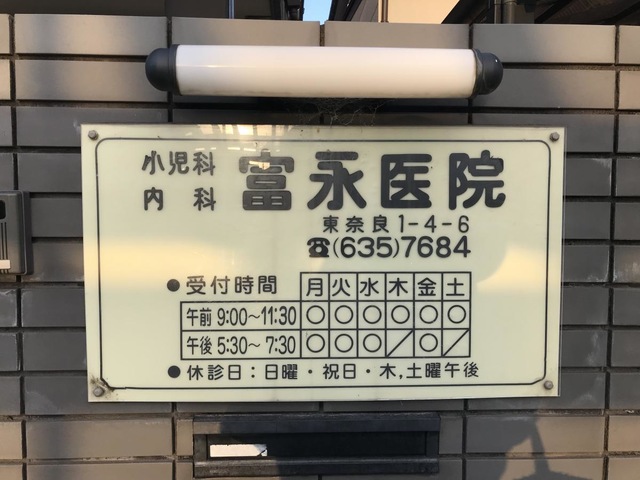 小児科
内科
富永医院
東奈良1-4-6
☎(635)7684
●受付時間 月 火 水 木 金 土
午前 9:00〜11:30 ○ ○ ○ ○ ○ ○
午後 5:30〜7:30 ○ ○ ○ ／ ○ ／
●休診日:日曜・祝日・木,土曜午後